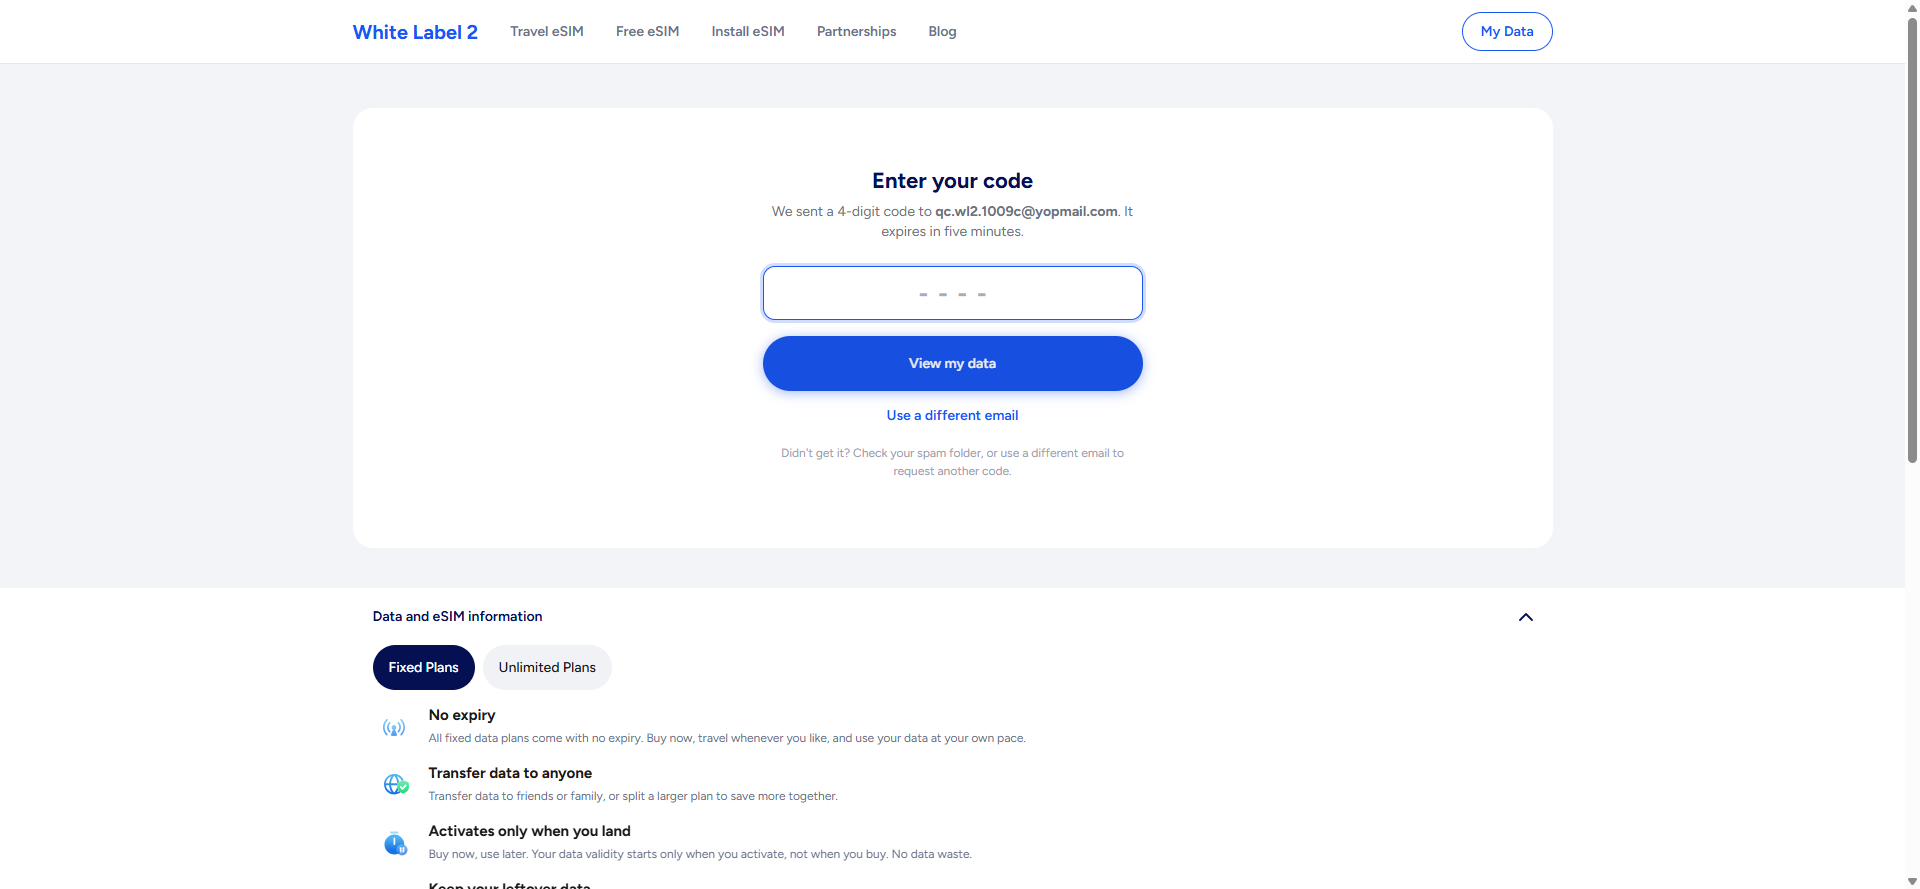 White Label 2
Travel eSIM
Free eSIM
Install eSIM
Partnerships
Blog
My Data
Enter your code
We sent a 4-digit code to qc.wl2.1009c@yopmail.com. It
expires in five minutes.
- - - -
View my data
Use a different email
Didn't get it? Check your spam folder, or use a different email to
request another code.
Data and eSIM information
Fixed Plans
Unlimited Plans
No expiry
All fixed data plans come with no expiry. Buy now, travel whenever you like, and use your data at your own pace.
Transfer data to anyone
Transfer data to friends or family, or split a larger plan to save more together.
Activates only when you land
Buy now, use later. Your data validity starts only when you activate, not when you buy. No data waste.
Keep your leftover data